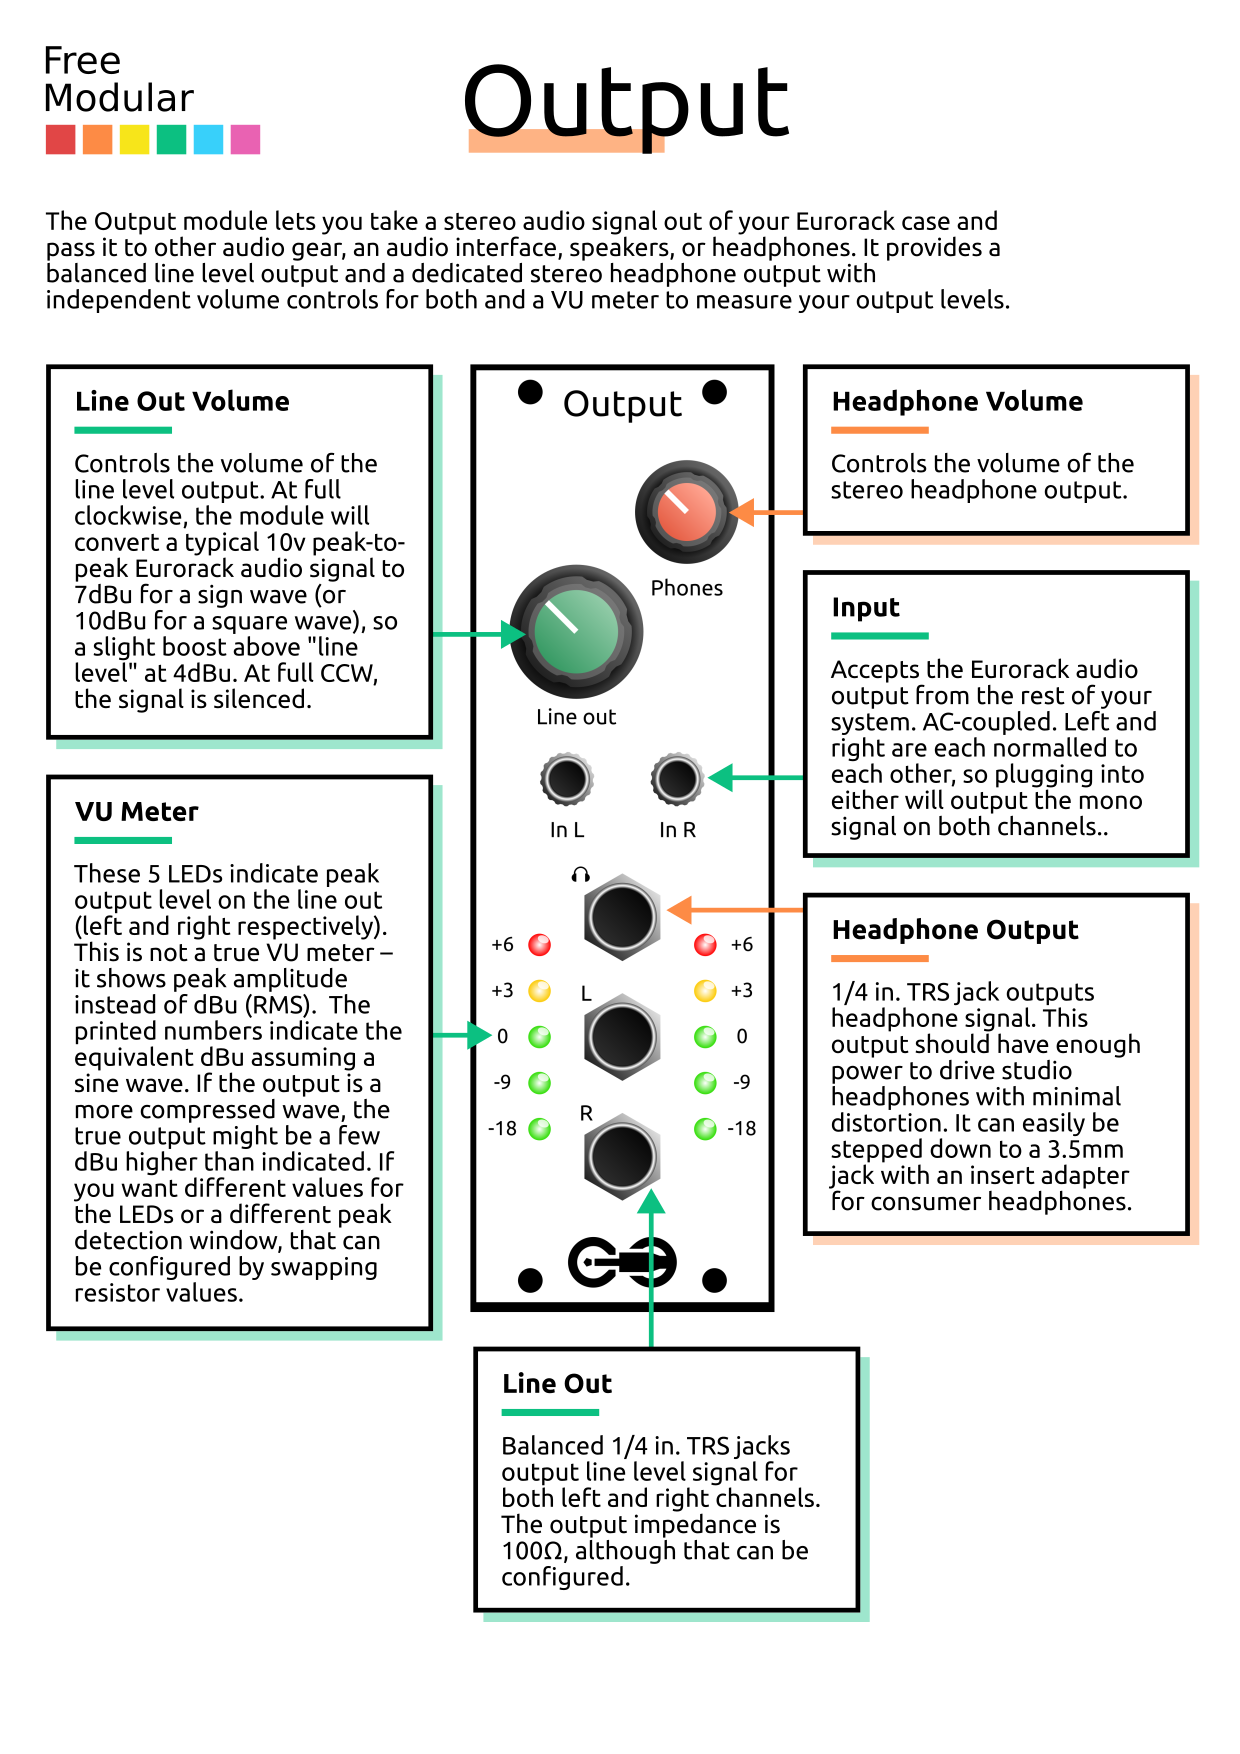 Free
Modular
Output
The Output module lets you take a stereo audio signal out of your Eurorack case and
pass it to other audio gear, an audio interface, speakers, or headphones. It provides a
balanced line level output and a dedicated stereo headphone output with
independent volume controls for both and a VU meter to measure your output levels.
Line Out Volume
Controls the volume of the
line level output. At full
clockwise, the module will
convert a typical 10v peak-to-
peak Eurorack audio signal to
7dBu for a sign wave (or
10dBu for a square wave), so
a slight boost above "line
level" at 4dBu. At full CCW,
the signal is silenced.
VU Meter
These 5 LEDs indicate peak
output level on the line out
(left and right respectively).
This is not a true VU meter –
it shows peak amplitude
instead of dBu (RMS).  The
printed numbers indicate the
equivalent dBu assuming a
sine wave. If the output is a
more compressed wave, the
true output might be a few
dBu higher than indicated. If
you want different values for
the LEDs or a different peak
detection window, that can
be configured by swapping
resistor values.
Output
Phones
Line out
In L
In R
+6
+6
+3
L
+3
0
0
-9
-9
R
-18
-18
Headphone Volume
Controls the volume of the
stereo headphone output.
Input
Accepts the Eurorack audio
output from the rest of your
system. AC-coupled. Left and
right are each normalled to
each other, so plugging into
either will output the mono
signal on both channels..
Headphone Output
1/4 in. TRS jack outputs
headphone signal. This
output should have enough
power to drive studio
headphones with minimal
distortion. It can easily be
stepped down to a 3.5mm
jack with an insert adapter
for consumer headphones.
Line Out
Balanced 1/4 in. TRS jacks
output line level signal for
both left and right channels.
The output impedance is
100Ω, although that can be
configured.